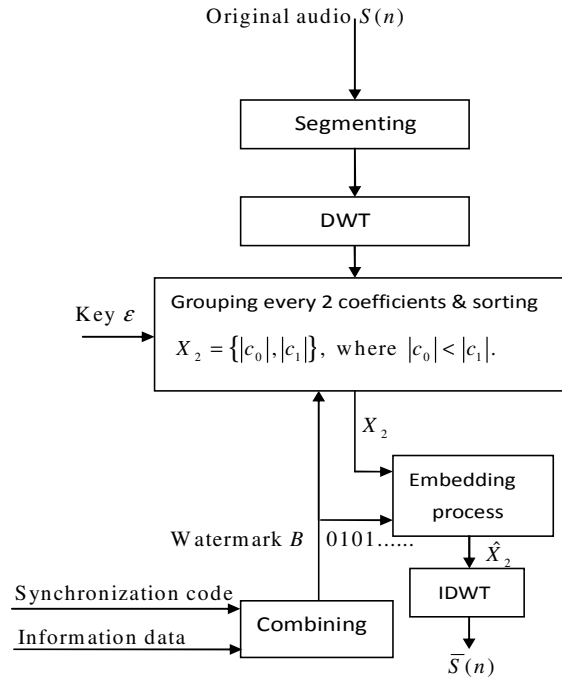 Original audio S(n)
Segmenting
DWT
Grouping every 2 coefficients & sorting
Key ε
X₂ = {|c₀|, |c₁|}, where |c₀| < |c₁|.
X₂
Embedding
process
Watermark B 0101......
X̂₂
Synchronization code
IDWT
Combining
Information data
S̅(n)